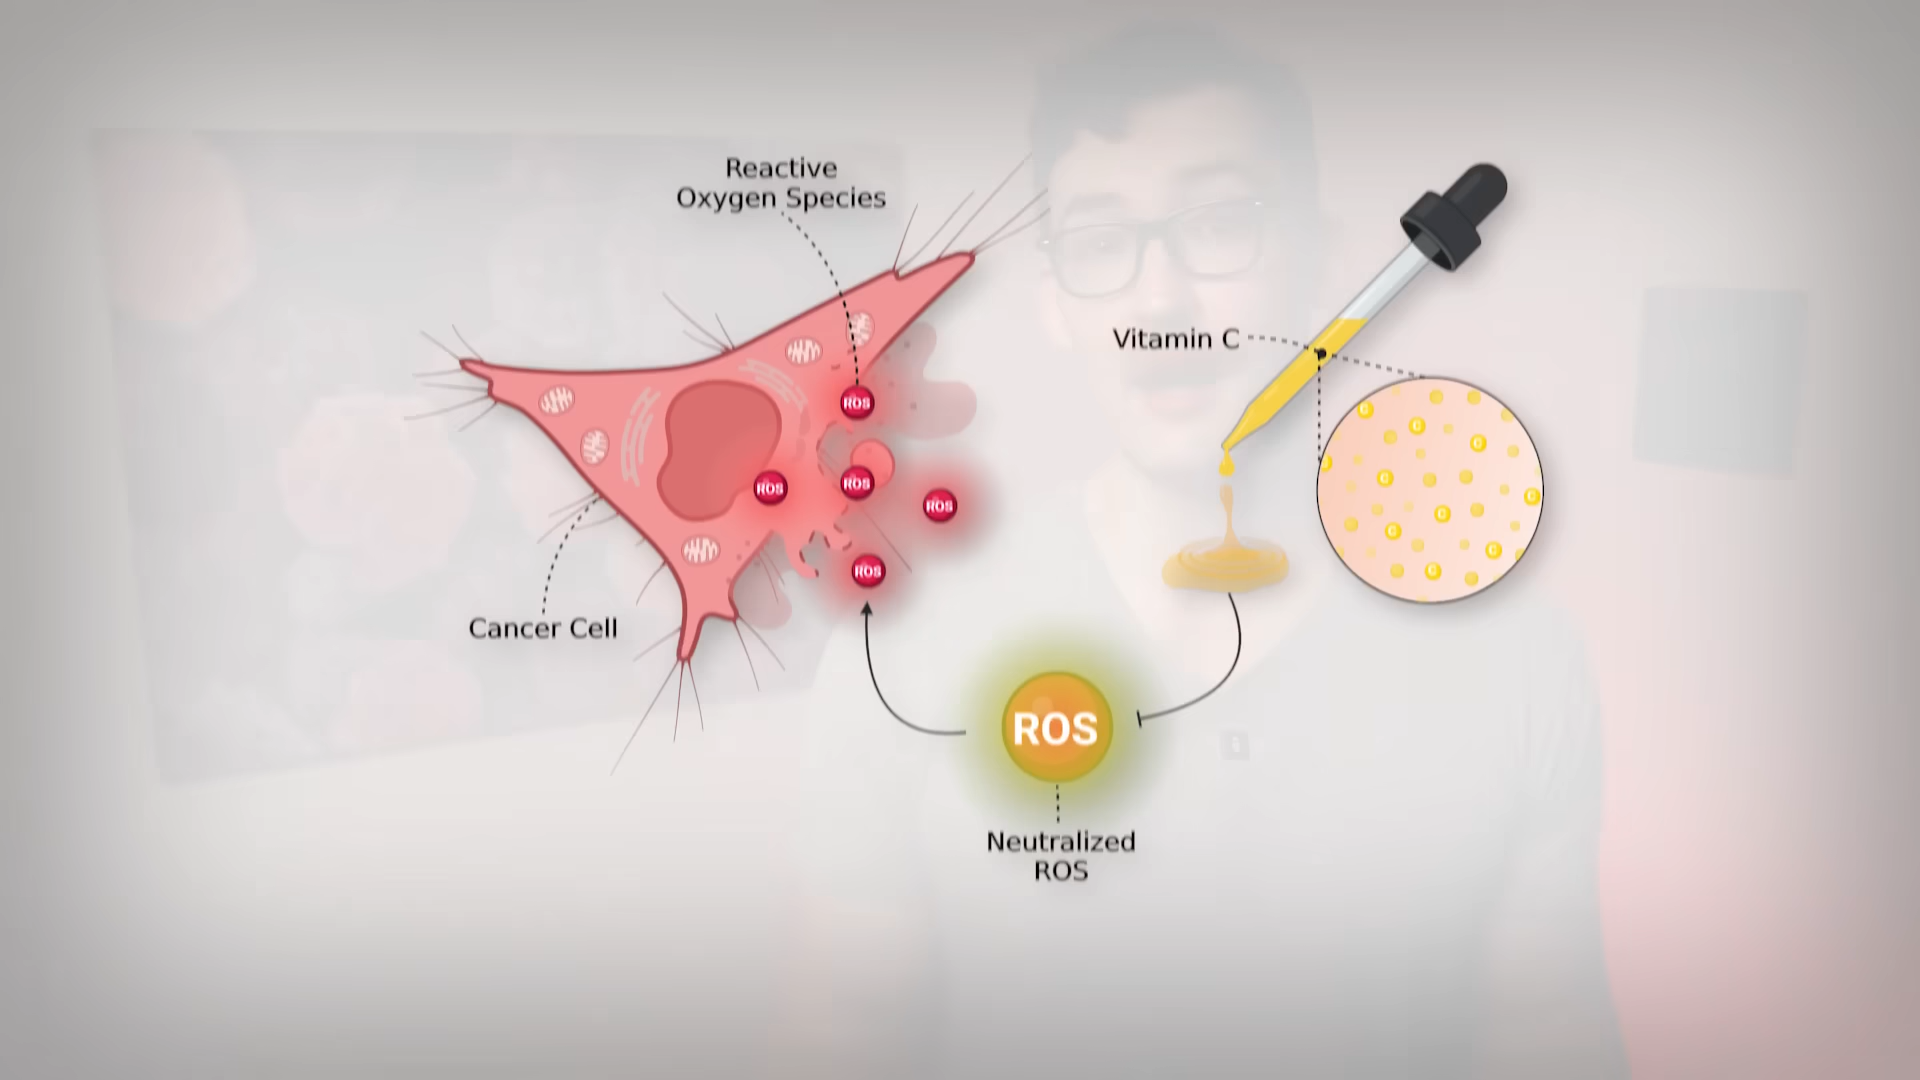 Reactive
Oxygen Species
ROS
Vitamin C
ROS
ROS
ROS
ROS
Cancer Cell
ROS
Neutralized
ROS
C
C
C
C
C
C
C
C
C